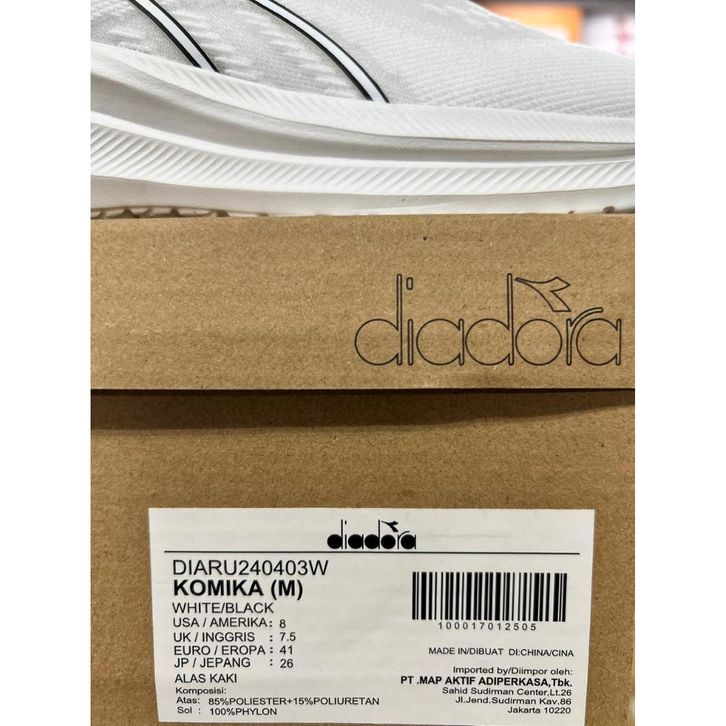 diadora
diadora
DIARU240403W
KOMIKA (M)
WHITE/BLACK
USA / AMERIKA : 8
UK / INGGRIS : 7.5
EURO / EROPA : 41
JP / JEPANG : 26
ALAS KAKI
Komposisi:
Atas: 85%POLIESTER+15%POLIURETAN
Sol : 100%PHYLON
100017012505
MADE IN/DIBUAT DI:CHINA/CINA
Imported by/Diimpor oleh:
PT .MAP AKTIF ADIPERKASA,Tbk.
Sahid Sudirman Center,Lt.26
Jl.Jend.Sudirman Kav.86
Jakarta 10220